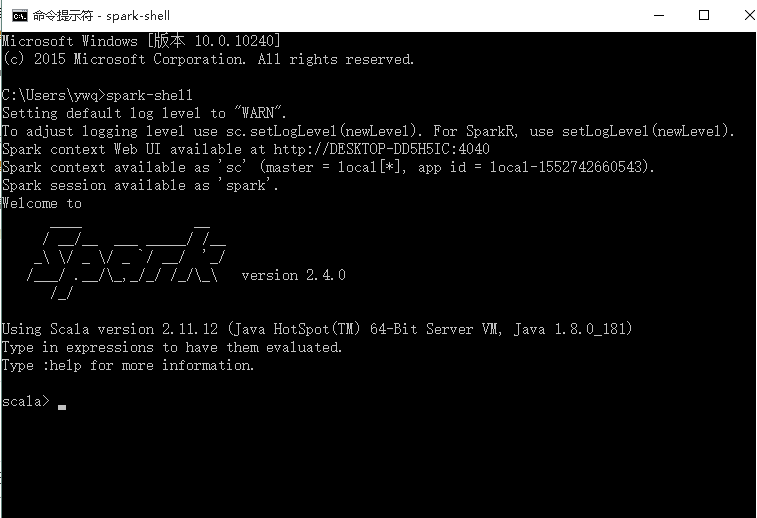 命令提示符 - spark-shell
Microsoft Windows [版本 10.0.10240]
(c) 2015 Microsoft Corporation. All rights reserved.
C:\Users\ywq>spark-shell
Setting default log level to "WARN".
To adjust logging level use sc.setLogLevel(newLevel). For SparkR, use setLogLevel(newLevel).
Spark context Web UI available at http://DESKTOP-DD5H5IC:4040
Spark context available as 'sc' (master = local[*], app id = local-1552742660543).
Spark session available as 'spark'.
Welcome to
Spark version 2.4.0
Using Scala version 2.11.12 (Java HotSpot(TM) 64-Bit Server VM, Java 1.8.0_181)
Type in expressions to have them evaluated.
Type :help for more information.
scala>